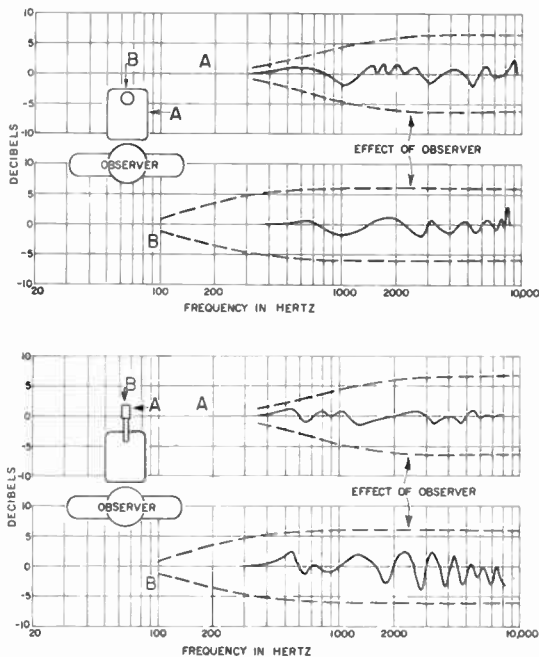 10
5
0
-5
-10
B
A
A
OBSERVER
EFFECT OF OBSERVER
DECIBELS
10
5
0
-5
-10
B
20
100
200
1000
2000
10,000
FREQUENCY IN HERTZ
10
5
0
-5
-10
B
A
A
OBSERVER
EFFECT OF OBSERVER
DECIBELS
10
5
0
-5
-10
B
20
100
200
1000
2000
10,000
FREQUENCY IN HERTZ